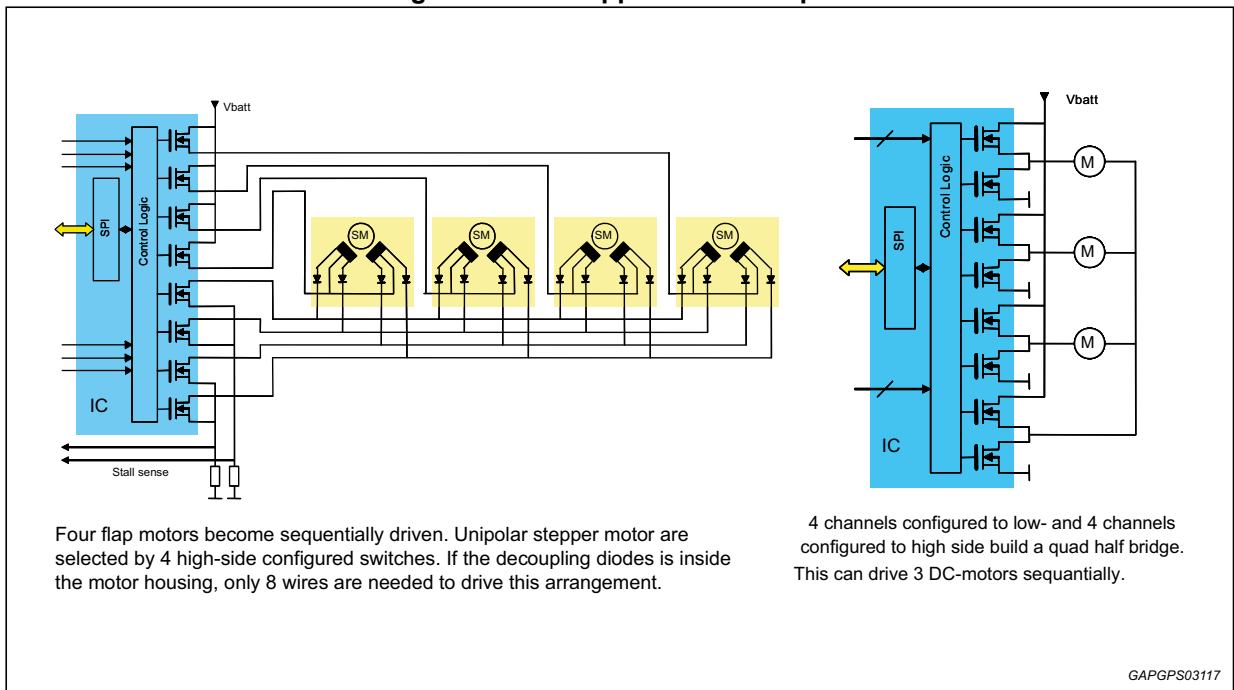 Vbatt
SPI
Control Logic
IC
Stall sense
SM
SM
SM
SM
Four flap motors become sequentially driven. Unipolar stepper motor are
selected by 4 high-side configured switches. If the decoupling diodes is inside
the motor housing, only 8 wires are needed to drive this arrangement.
Vbatt
SPI
Control Logic
IC
M
M
M
4 channels configured to low- and 4 channels
configured to high side build a quad half bridge.
This can drive 3 DC-motors sequantially.
GAPGPS03117